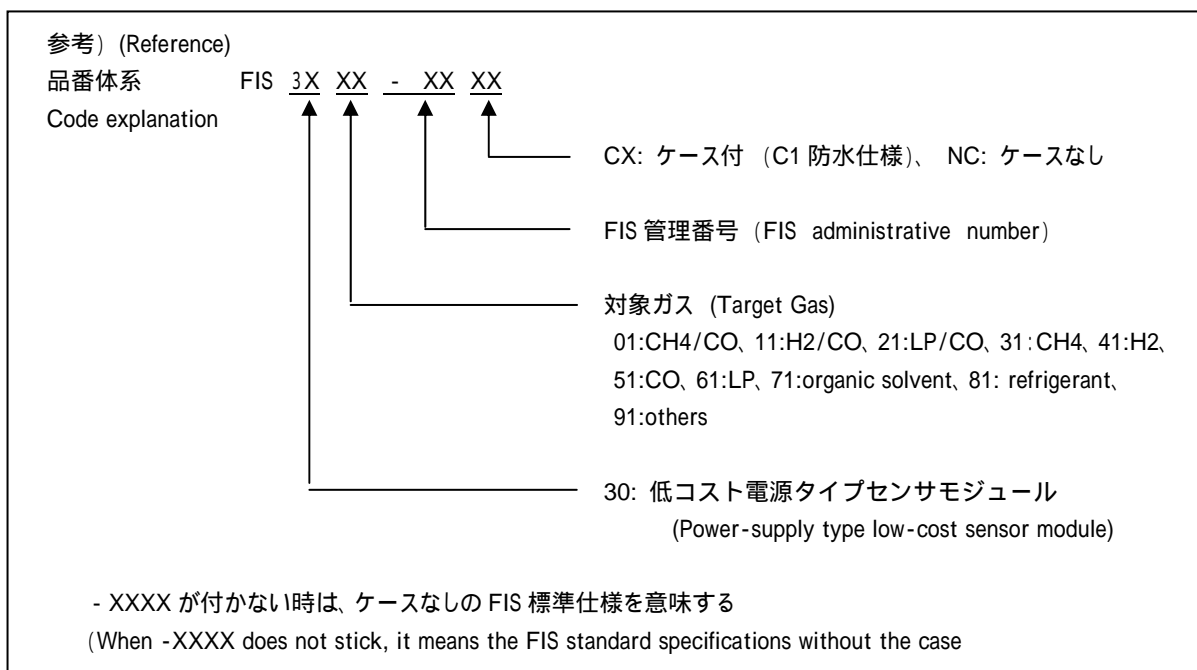 参考) (Reference)
品番体系 FIS 3X XX - XX XX
Code explanation
CX: ケース付 (C1 防水仕様)、 NC: ケースなし
FIS 管理番号 (FIS administrative number)
対象ガス (Target Gas)
01:CH4/CO、11:H2/CO、21:LP/CO、31:CH4、41:H2、
51:CO、61:LP、71:organic solvent、81: refrigerant、
91:others
30: 低コスト電源タイプセンサモジュール
(Power-supply type low-cost sensor module)
- XXXX が付かない時は、ケースなしの FIS 標準仕様を意味する
(When -XXXX does not stick, it means the FIS standard specifications without the case